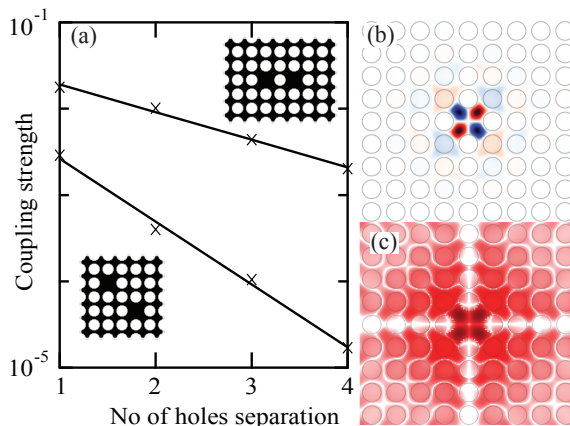 10⁻¹
(a)
(b)
Coupling strength
(c)
10⁻⁵
1 2 3 4
No of holes separation